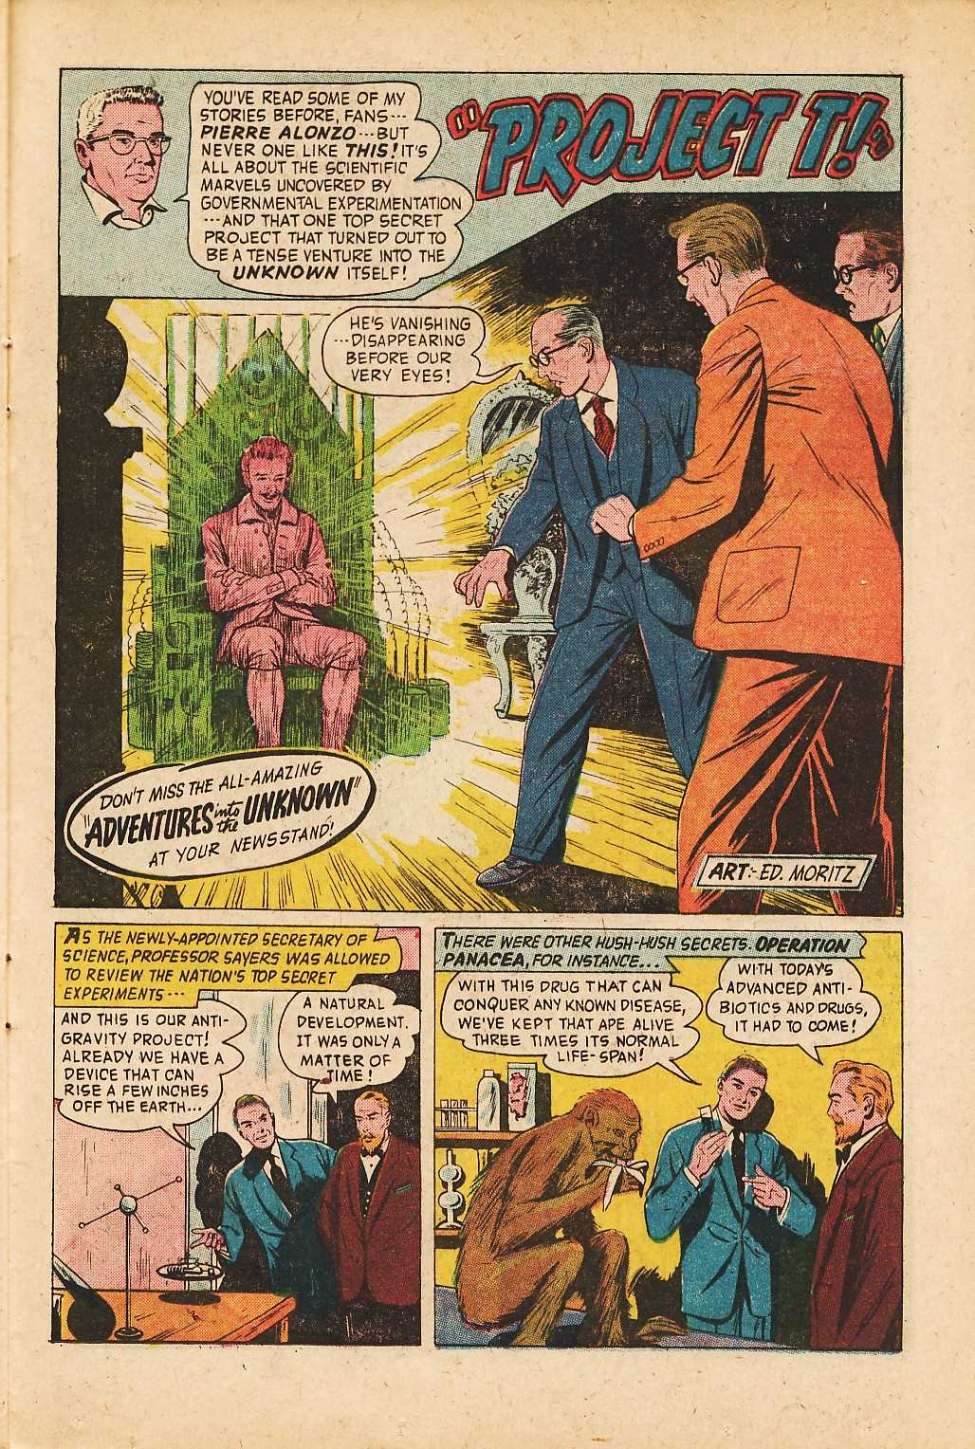 YOU'VE READ SOME OF MY
STORIES BEFORE, FANS---
PIERRE ALONZO---BUT
NEVER ONE LIKE THIS! IT'S
ALL ABOUT THE SCIENTIFIC
MARVELS UNCOVERED BY
GOVERNMENTAL EXPERIMENTATION
---AND THAT ONE TOP SECRET
PROJECT THAT TURNED OUT TO
BE A TENSE VENTURE INTO THE
UNKNOWN ITSELF!
"PROJECT T!"
HE'S VANISHING
---DISAPPEARING
BEFORE OUR
VERY EYES!
DON'T MISS THE ALL-AMAZING
"ADVENTURES into the UNKNOWN"
AT YOUR NEWSSTAND!
ART:-ED. MORITZ
AS THE NEWLY-APPOINTED SECRETARY OF
SCIENCE, PROFESSOR SAYERS WAS ALLOWED
TO REVIEW THE NATION'S TOP SECRET
EXPERIMENTS---
AND THIS IS OUR ANTI-
GRAVITY PROJECT!
ALREADY WE HAVE A
DEVICE THAT CAN
RISE A FEW INCHES
OFF THE EARTH...
A NATURAL
DEVELOPMENT.
IT WAS ONLY A
MATTER OF
TIME!
THERE WERE OTHER HUSH-HUSH SECRETS. OPERATION
PANACEA, FOR INSTANCE...
WITH THIS DRUG THAT CAN
CONQUER ANY KNOWN DISEASE,
WE'VE KEPT THAT APE ALIVE
THREE TIMES ITS NORMAL
LIFE-SPAN!
WITH TODAY'S
ADVANCED ANTI-
BIOTICS AND DRUGS,
IT HAD TO COME!